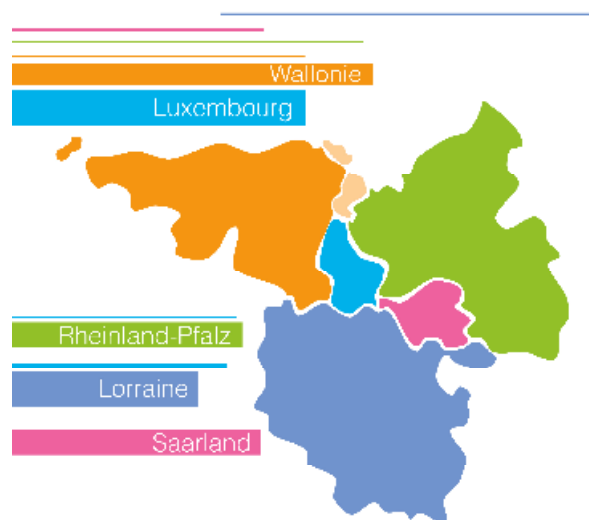 Wallonie
Luxembourg
Rheinland-Pfalz
Lorraine
Saarland